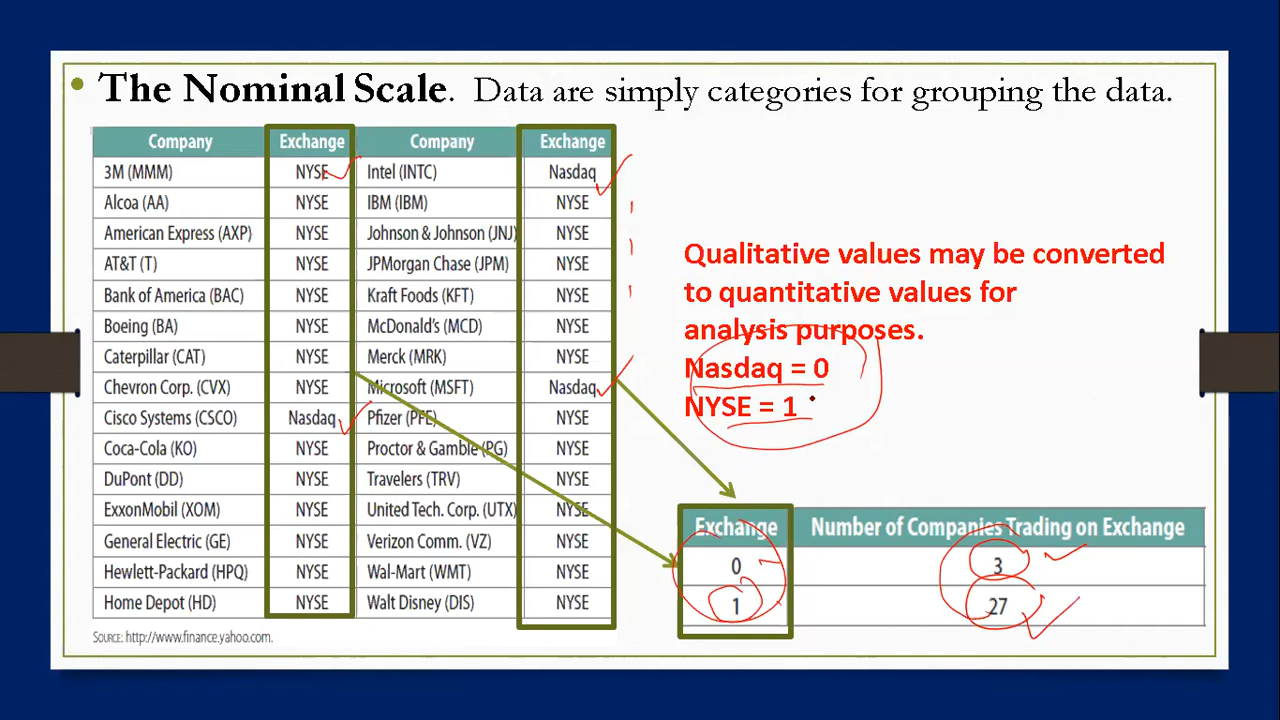 • The Nominal Scale. Data are simply categories for grouping the data.
Company Exchange Company Exchange
3M (MMM) NYSE Intel (INTC) Nasdaq
Alcoa (AA) NYSE IBM (IBM) NYSE
American Express (AXP) NYSE Johnson & Johnson (JNJ) NYSE
AT&T (T) NYSE JPMorgan Chase (JPM) NYSE
Bank of America (BAC) NYSE Kraft Foods (KFT) NYSE
Boeing (BA) NYSE McDonald's (MCD) NYSE
Caterpillar (CAT) NYSE Merck (MRK) NYSE
Chevron Corp. (CVX) NYSE Microsoft (MSFT) Nasdaq
Cisco Systems (CSCO) Nasdaq Pfizer (PFE) NYSE
Coca-Cola (KO) NYSE Proctor & Gamble (PG) NYSE
DuPont (DD) NYSE Travelers (TRV) NYSE
ExxonMobil (XOM) NYSE United Tech. Corp. (UTX) NYSE
General Electric (GE) NYSE Verizon Comm. (VZ) NYSE
Hewlett-Packard (HPQ) NYSE Wal-Mart (WMT) NYSE
Home Depot (HD) NYSE Walt Disney (DIS) NYSE
SOURCE: http://www.finance.yahoo.com.
Qualitative values may be converted
to quantitative values for
analysis purposes.
Nasdaq = 0
NYSE = 1
Exchange Number of Companies Trading on Exchange
0 3
1 27